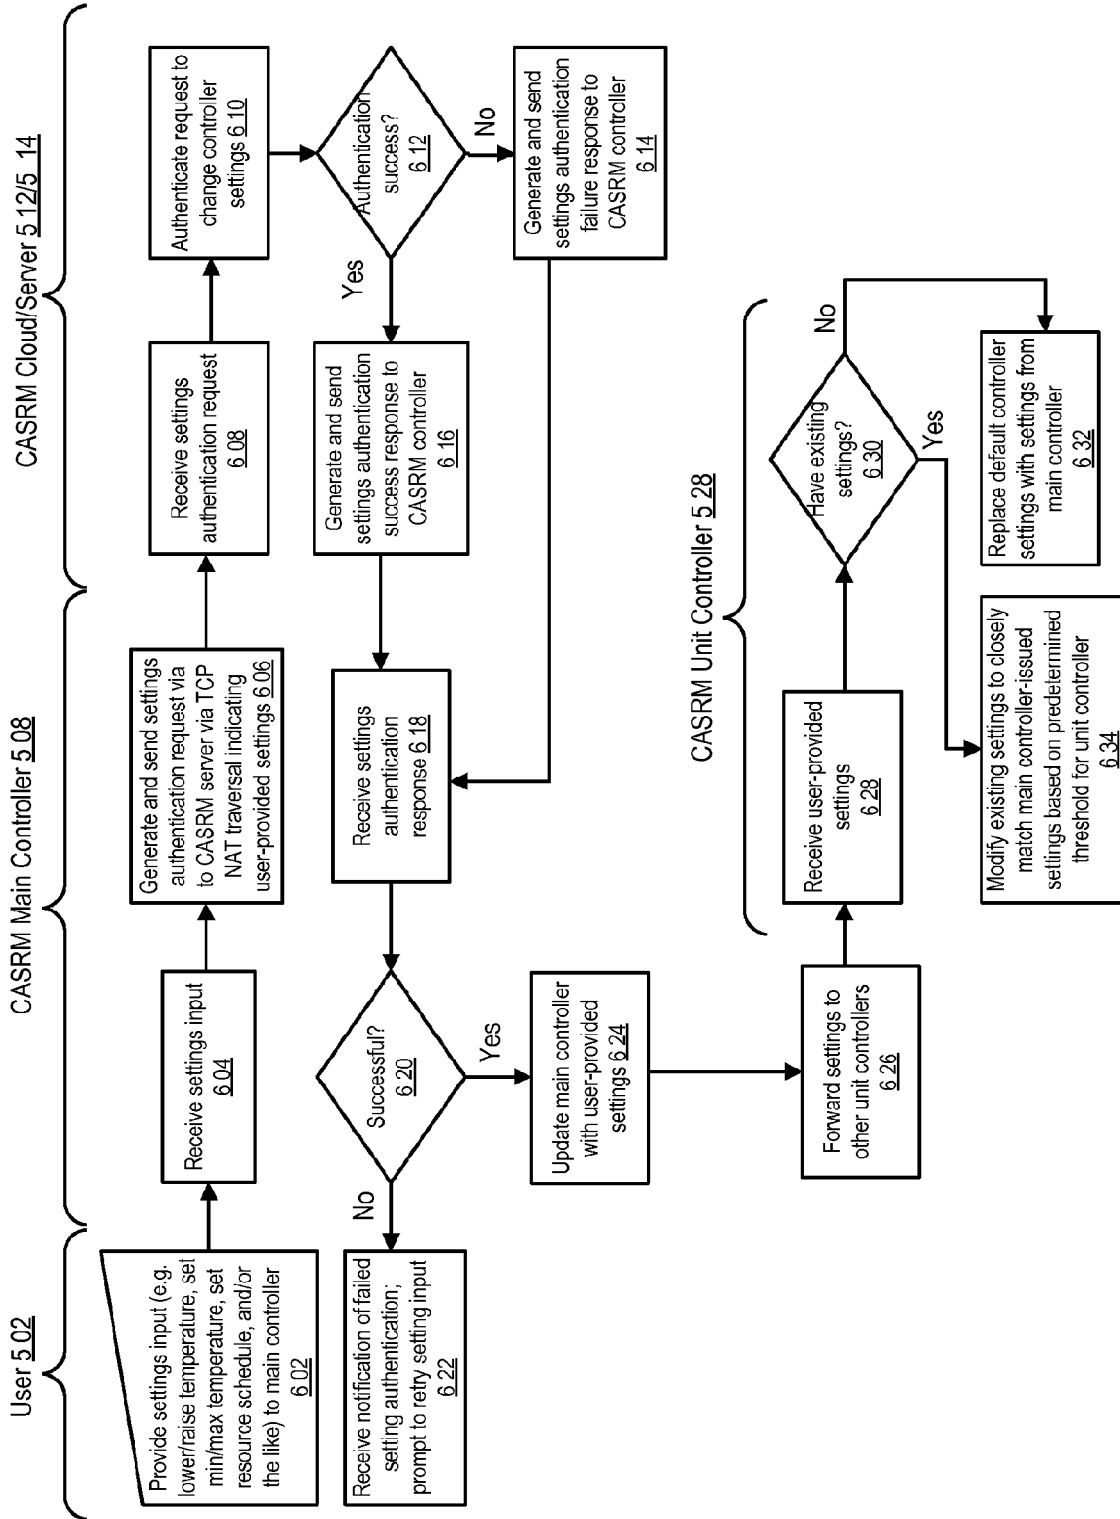 User 5 02
CASRM Main Controller 5 08
CASRM Cloud/Server 5 12/5 14
Provide settings input (e.g.
lower/raise temperature, set
min/max temperature, set
resource schedule, and/or
the like) to main controller
6 02
Receive settings input
6 04
Generate and send settings
authentication request via
to CASRM server via TCP
NAT traversal indicating
user-provided settings 6 06
Receive settings
authentication request
6 08
Authenticate request to
change controller
settings 6 10
Authentication
success?
6 12
Yes
No
Generate and send
settings authentication
failure response to
CASRM controller
6 14
Generate and send
settings authentication
success response to
CASRM controller
6 16
Receive settings
authentication
response 6 18
Successful?
6 20
No
Yes
Receive notification of failed
setting authentication;
prompt to retry setting input
6 22
Update main controller
with user-provided
settings 6 24
Forward settings to
other unit controllers
6 26
CASRM Unit Controller 5 28
Receive user-provided
settings
6 28
Have existing
settings?
6 30
No
Yes
Replace default controller
settings with settings from
main controller
6 32
Modify existing settings to closely
match main controller-issued
settings based on predetermined
threshold for unit controller
6 34